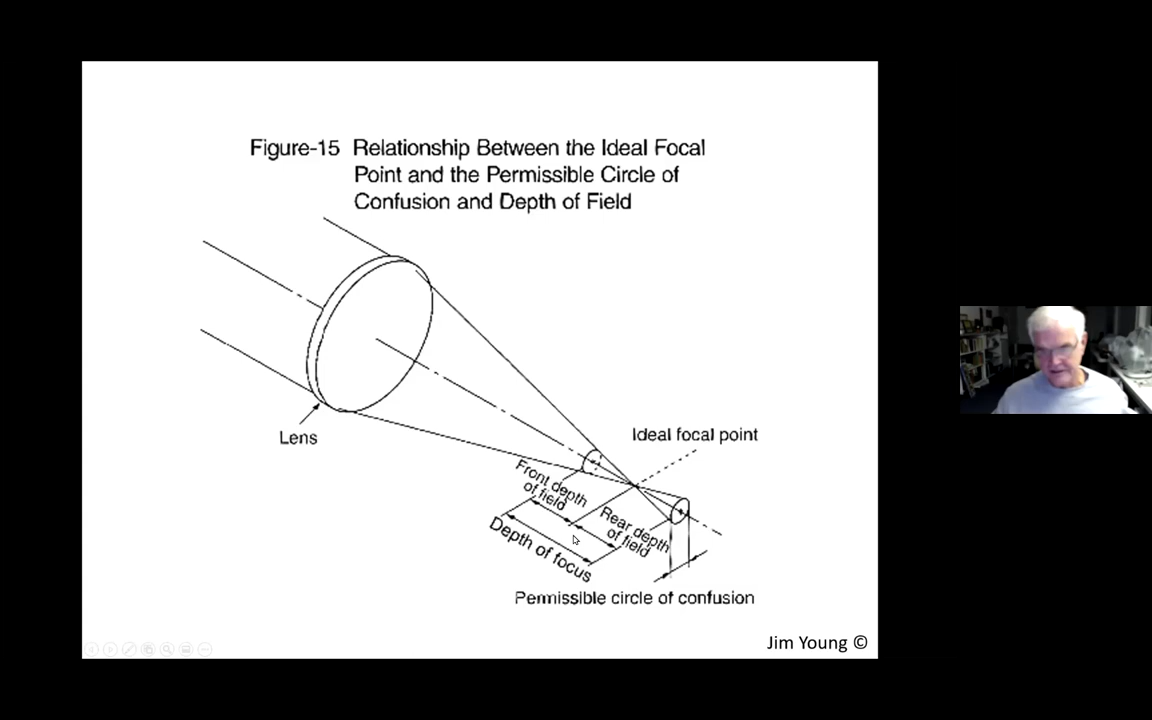 Figure-15 Relationship Between the Ideal Focal
Point and the Permissible Circle of
Confusion and Depth of Field
Lens
Ideal focal point
Front depth
of field
Rear depth
of field
Depth of focus
Permissible circle of confusion
Jim Young ©